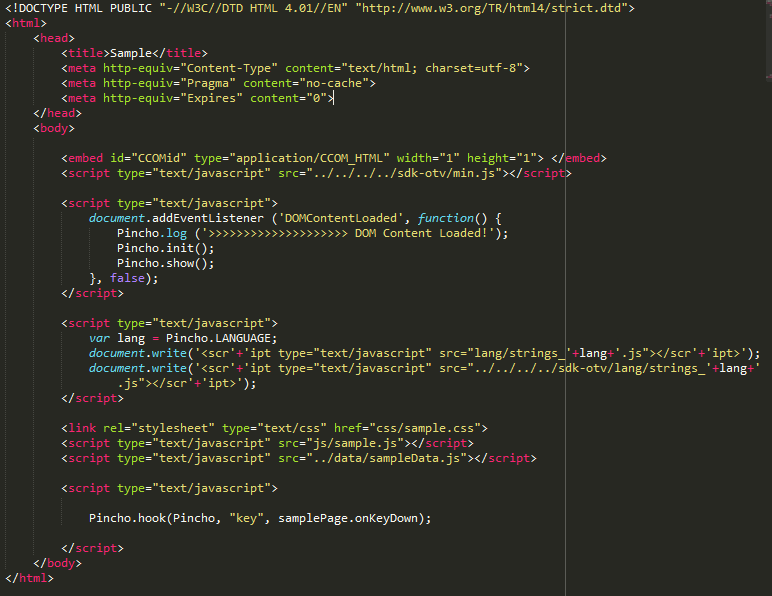 <!DOCTYPE HTML PUBLIC "-//W3C//DTD HTML 4.01//EN" "http://www.w3.org/TR/html4/strict.dtd">
<html>
    <head>
        <title>Sample</title>
        <meta http-equiv="Content-Type" content="text/html; charset=utf-8">
        <meta http-equiv="Pragma" content="no-cache">
        <meta http-equiv="Expires" content="0">
    </head>
    <body>

        <embed id="CCOMid" type="application/CCOM_HTML" width="1" height="1"> </embed>
        <script type="text/javascript" src="../../../../sdk-otv/min.js"></script>

        <script type="text/javascript">
            document.addEventListener ('DOMContentLoaded', function() {
                Pincho.log ('>>>>>>>>>>>>>>>>>>>> DOM Content Loaded!');
                Pincho.init();
                Pincho.show();
            }, false);
        </script>

        <script type="text/javascript">
            var lang = Pincho.LANGUAGE;
            document.write('<scr'+'ipt type="text/javascript" src="lang/strings_'+lang+'.js"></scr'+'ipt>');
            document.write('<scr'+'ipt type="text/javascript" src="../../../../sdk-otv/lang/strings_'+lang+'
                .js"></scr'+'ipt>');
        </script>

        <link rel="stylesheet" type="text/css" href="css/sample.css">
        <script type="text/javascript" src="js/sample.js"></script>
        <script type="text/javascript" src="../data/sampleData.js"></script>

        <script type="text/javascript">

            Pincho.hook(Pincho, "key", samplePage.onKeyDown);

        </script>
    </body>
</html>